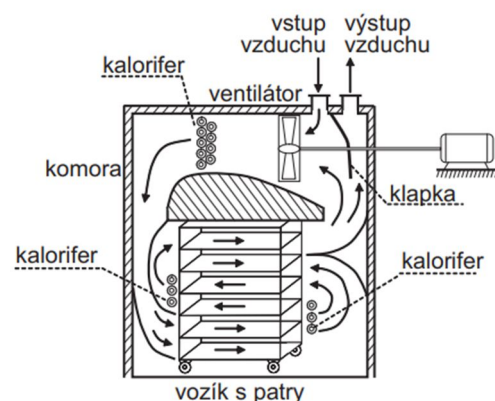 vstup
vzduchu
výstup
vzduchu
kalorifer
ventilátor
komora
klapka
kalorifer
kalorifer
vozík s patry